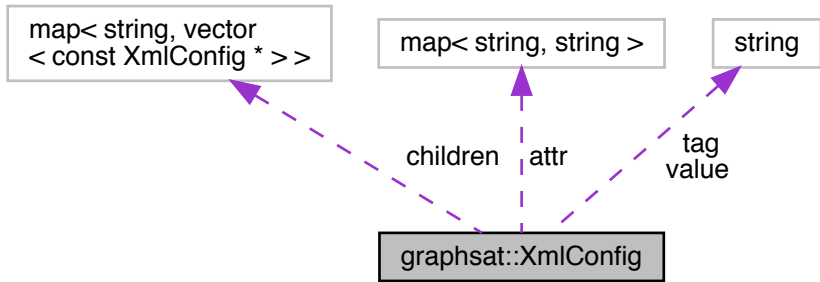 map< string, vector
< const XmlConfig * > >
map< string, string >
string
children
attr
tag
value
graphsat::XmlConfig